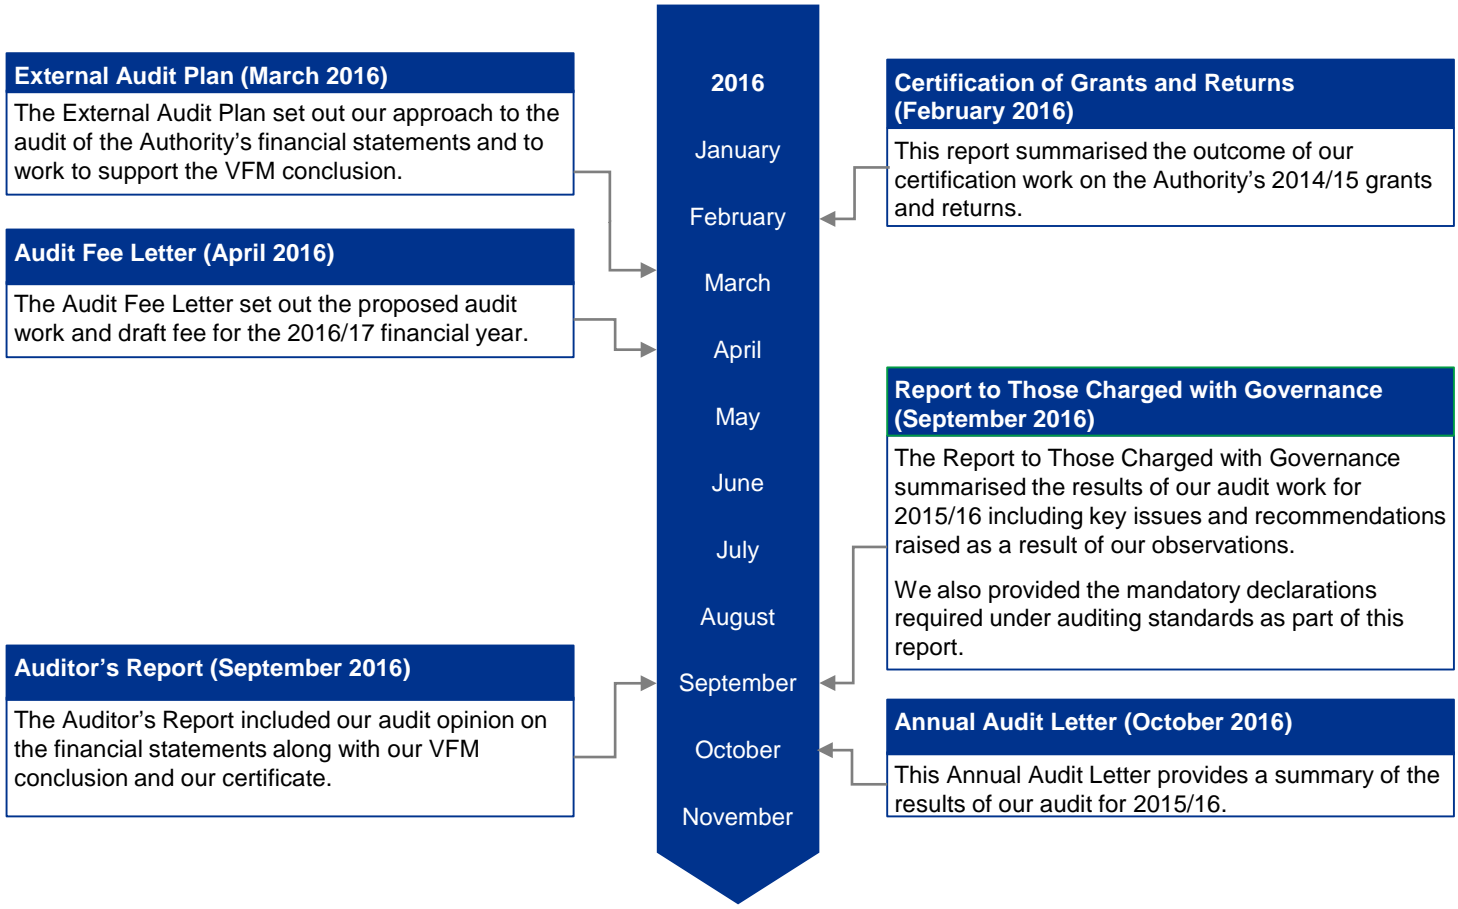 External Audit Plan (March 2016)
The External Audit Plan set out our approach to the
audit of the Authority’s financial statements and to
work to support the VFM conclusion.
Audit Fee Letter (April 2016)
The Audit Fee Letter set out the proposed audit
work and draft fee for the 2016/17 financial year.
Auditor’s Report (September 2016)
The Auditor’s Report included our audit opinion on
the financial statements along with our VFM
conclusion and our certificate.
2016
January
February
March
April
May
June
July
August
September
October
November
Certification of Grants and Returns
(February 2016)
This report summarised the outcome of our
certification work on the Authority’s 2014/15 grants
and returns.
Report to Those Charged with Governance
(September 2016)
The Report to Those Charged with Governance
summarised the results of our audit work for
2015/16 including key issues and recommendations
raised as a result of our observations.
We also provided the mandatory declarations
required under auditing standards as part of this
report.
Annual Audit Letter (October 2016)
This Annual Audit Letter provides a summary of the
results of our audit for 2015/16.